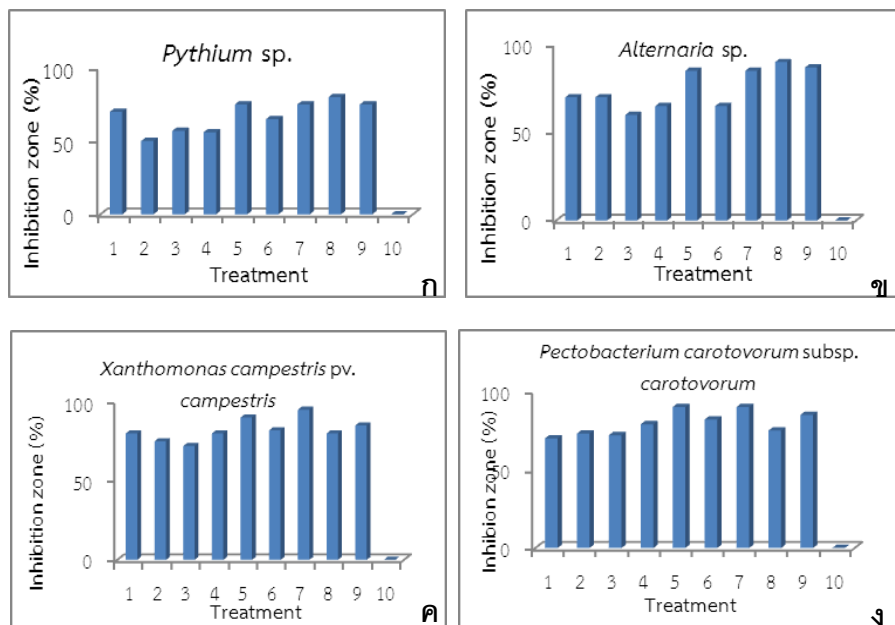 Pythium sp.
Inhibition zone (%)
100
50
0
1 2 3 4 5 6 7 8 9 10
Treatment
ก
Alternaria sp.
Inhibition zone (%)
100
50
0
1 2 3 4 5 6 7 8 9 10
Treatment
ข
Xanthomonas campestris pv.
campestris
Inhibition zone (%)
100
50
0
1 2 3 4 5 6 7 8 9 10
Treatment
ค
Pectobacterium carotovorum subsp.
carotovorum
Inhibion zone (%)
100
50
0
1 2 3 4 5 6 7 8 9 10
Treatment
ง